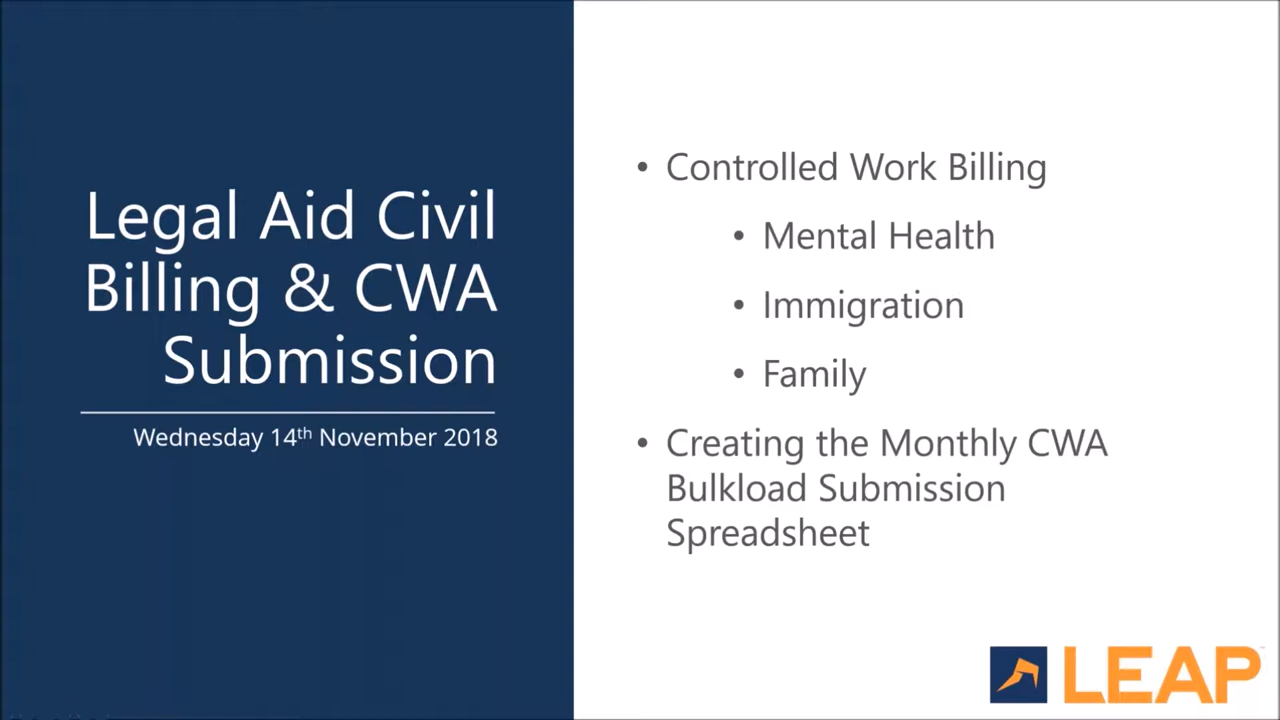 Legal Aid Civil
Billing & CWA
Submission
Wednesday 14th November 2018
• Controlled Work Billing
• Mental Health
• Immigration
• Family
• Creating the Monthly CWA
Bulkload Submission
Spreadsheet
LEAP